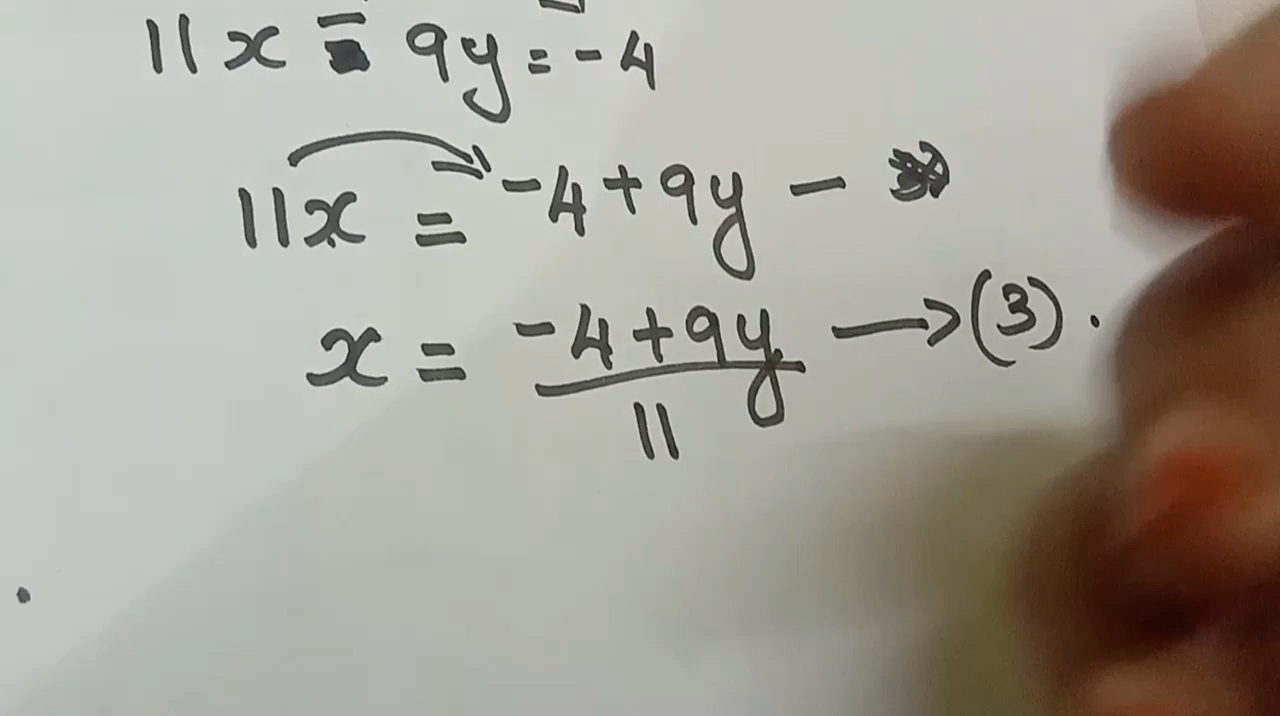 11x - 9y = -4
11x = -4 + 9y -
x = -4 + 9y / 11 → (3).